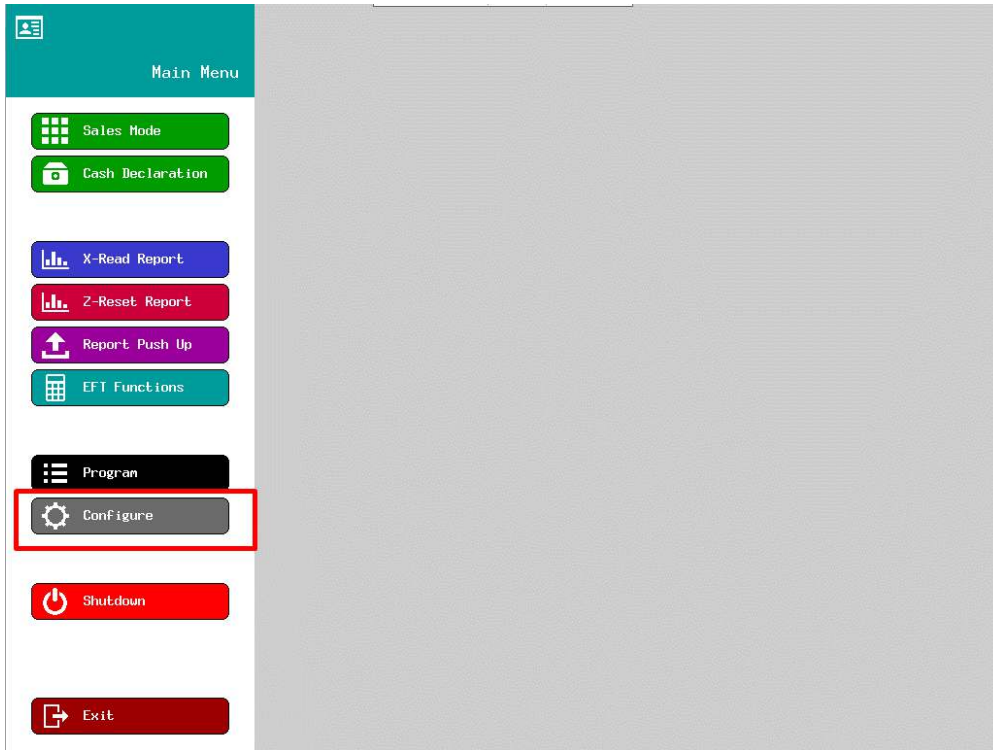 Main Menu
Sales Mode
Cash Declaration
X-Read Report
Z-Reset Report
Report Push Up
EFT Functions
Program
Configure
Shutdown
Exit